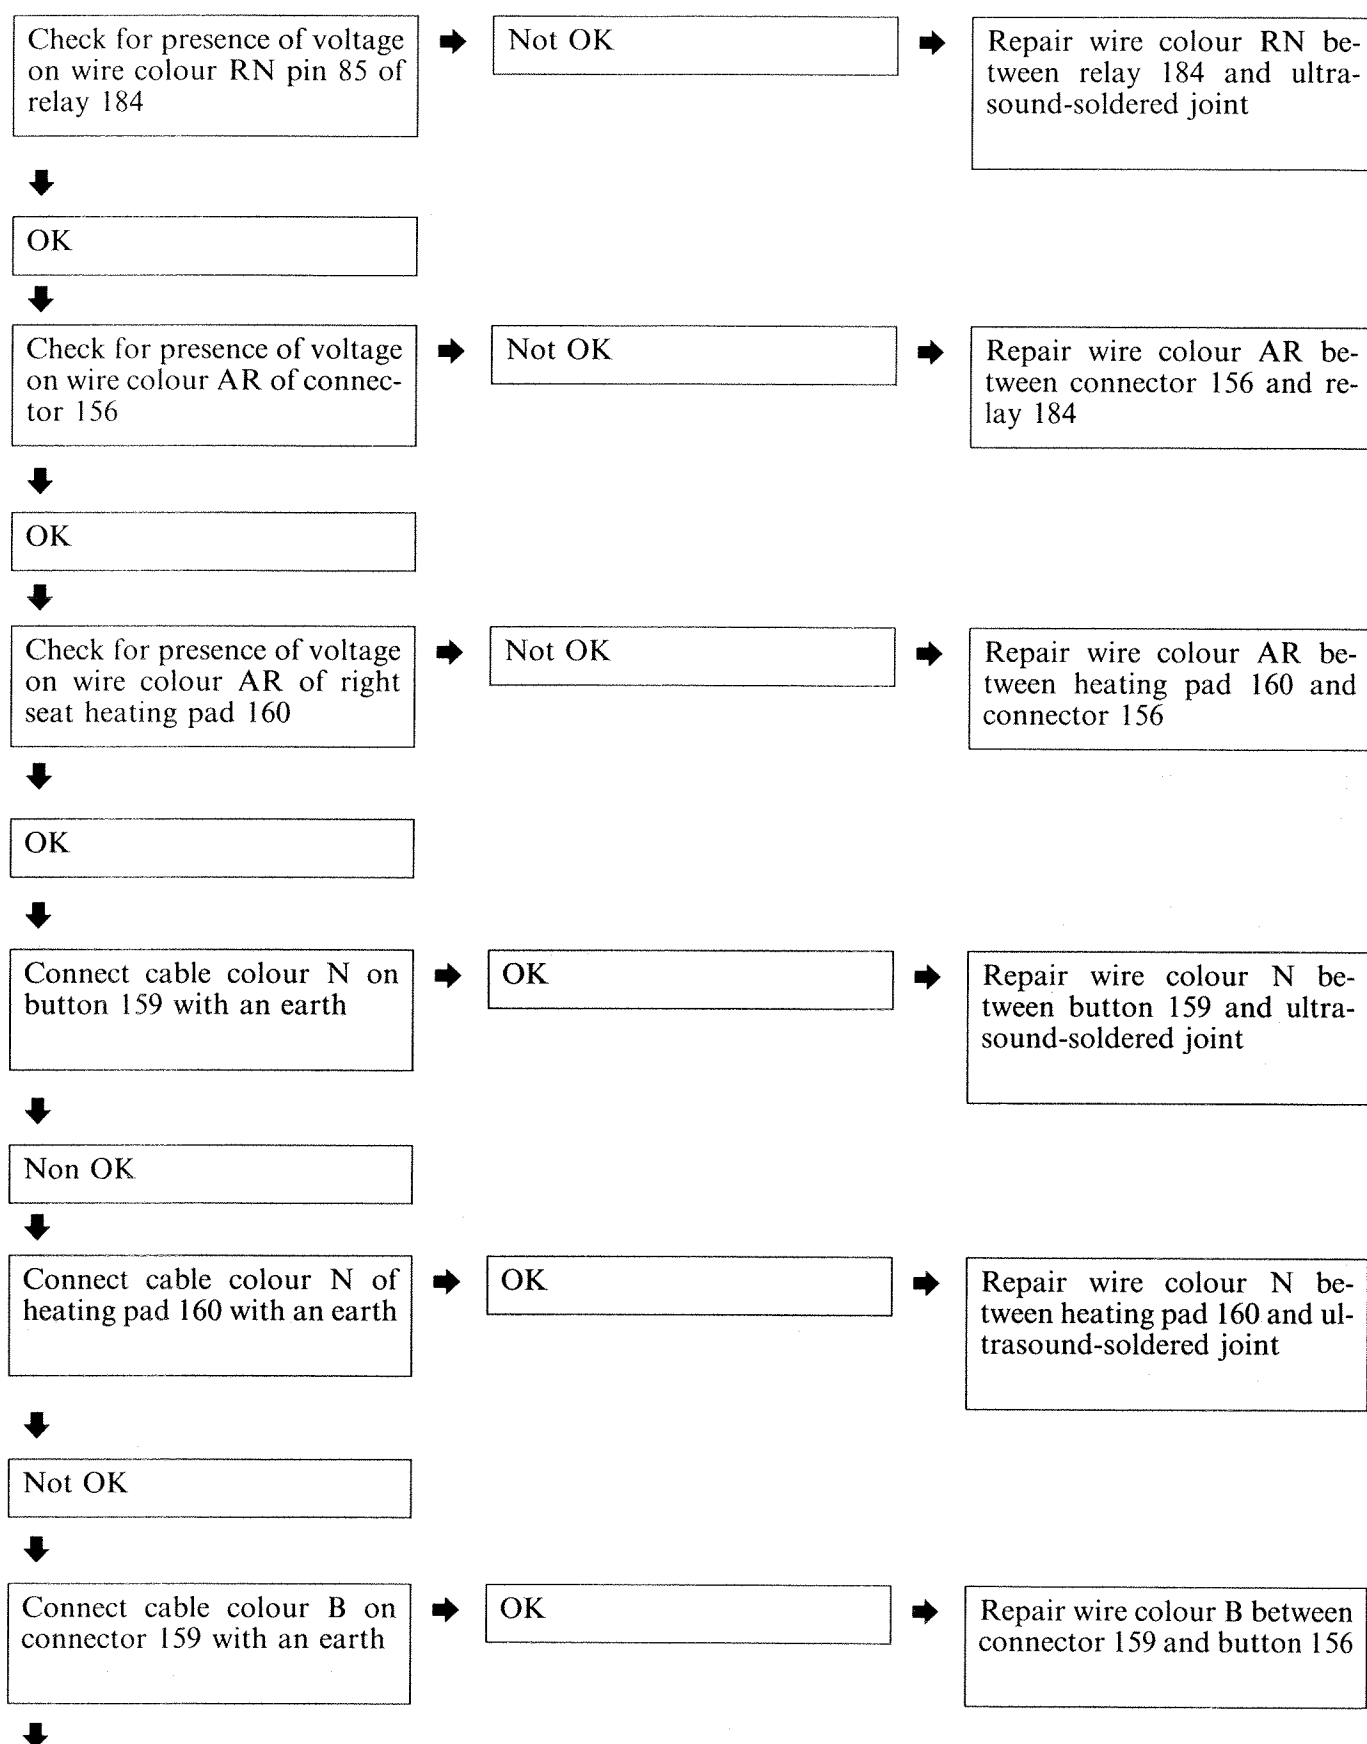 Check for presence of voltage
on wire colour RN pin 85 of
relay 184
Not OK
Repair wire colour RN be-
tween relay 184 and ultra-
sound-soldered joint
OK
Check for presence of voltage
on wire colour AR of connec-
tor 156
Not OK
Repair wire colour AR be-
tween connector 156 and re-
lay 184
OK
Check for presence of voltage
on wire colour AR of right
seat heating pad 160
Not OK
Repair wire colour AR be-
tween heating pad 160 and
connector 156
OK
Connect cable colour N on
button 159 with an earth
OK
Repair wire colour N be-
tween button 159 and ultra-
sound-soldered joint
Non OK
Connect cable colour N of
heating pad 160 with an earth
OK
Repair wire colour N be-
tween heating pad 160 and ul-
trasound-soldered joint
Not OK
Connect cable colour B on
connector 159 with an earth
OK
Repair wire colour B between
connector 159 and button 156